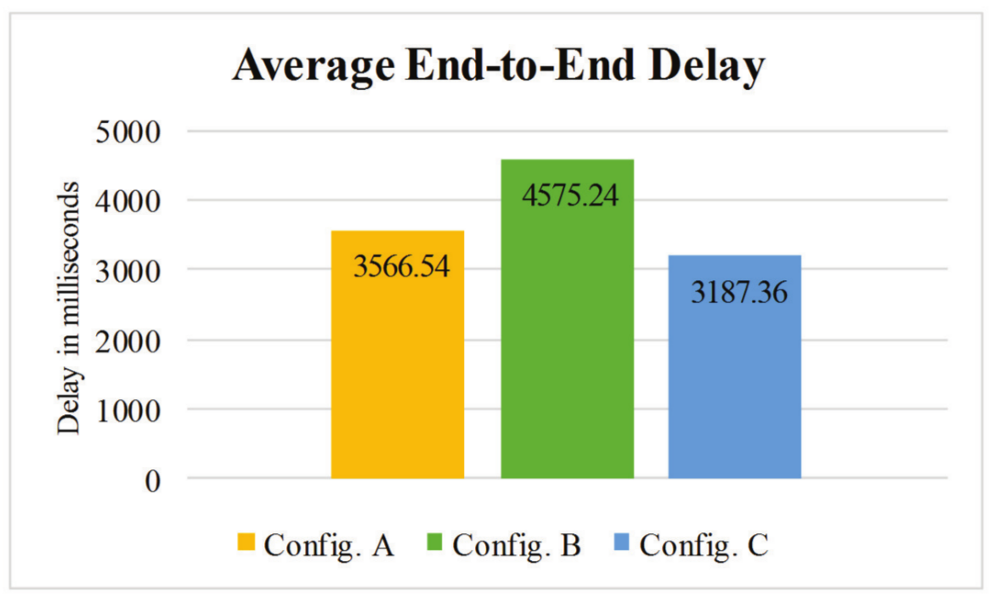 Average End-to-End Delay
5000
4000
3000
2000
1000
0
Delay in milliseconds
3566.54
4575.24
3187.36
Config. A
Config. B
Config. C